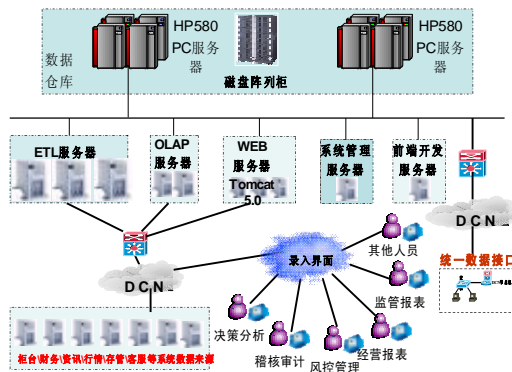 HP580
PC服务
器
数据
仓库
磁盘阵列柜
HP580
PC服务
器
ETL服务器
OLAP
服务器
WEB
服务器
Tomcat
5.0
系统管理
服务器
前端开发
服务器
DCN
统一数据接口
其他人员
录入界面
监管报表
DCN
决策分析
稽核审计
风控管理
经营报表
柜台\财务\资讯\行情\存管\客服等系统数据来源